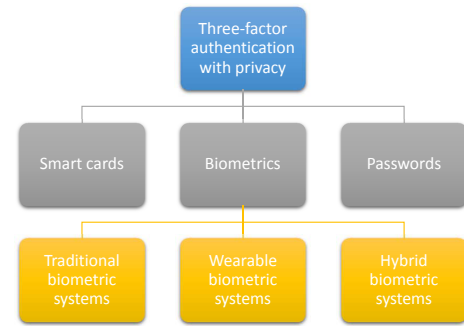 Three-factor
authentication
with privacy
Smart cards
Biometrics
Passwords
Traditional
biometric
systems
Wearable
biometric
systems
Hybrid
biometric
systems